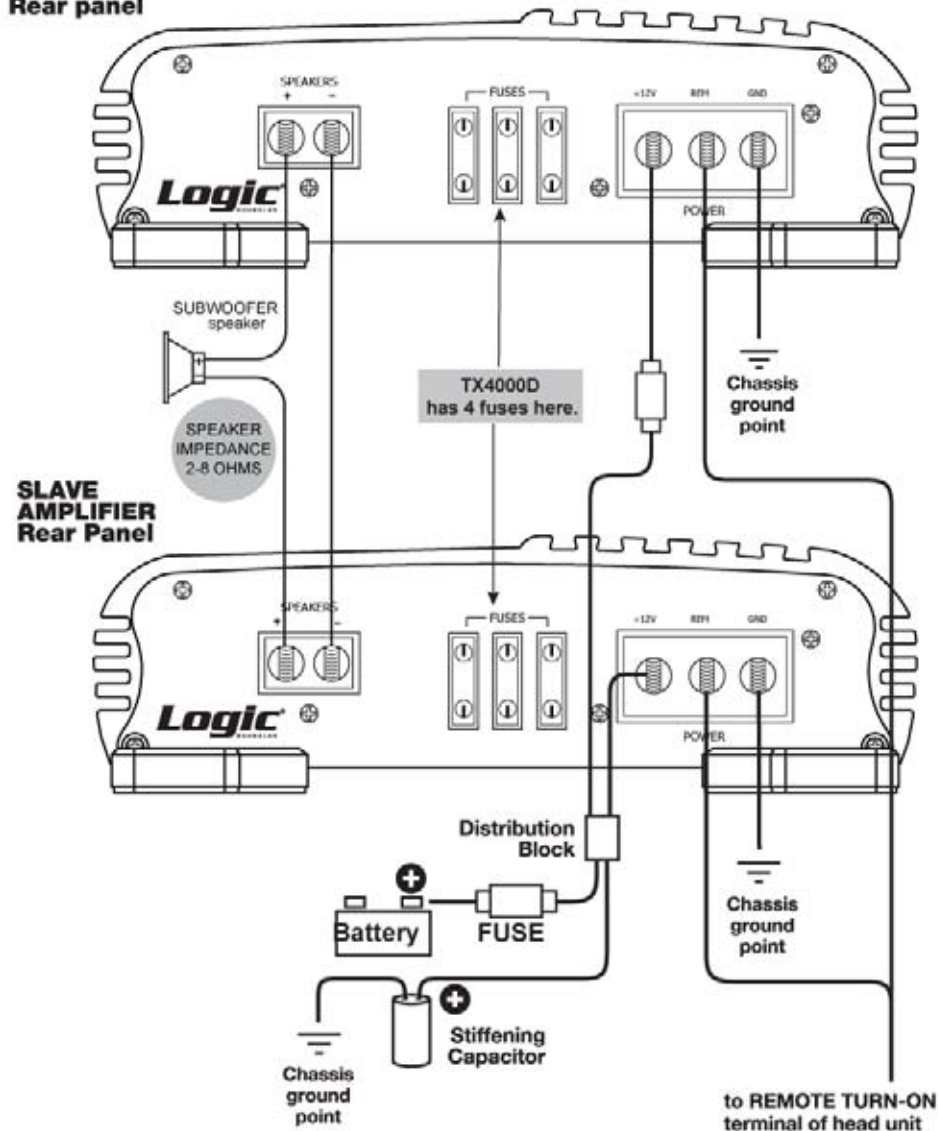 Rear panel
SPEAKERS
+ −
FUSES
+12V REM GND
POWER
Logic
SUBWOOFER
speaker
SPEAKER
IMPEDANCE
2-8 OHMS
TX4000D
has 4 fuses here.
Chassis
ground
point
SLAVE
AMPLIFIER
Rear Panel
SPEAKERS
+ −
FUSES
+12V REM GND
POWER
Logic
Distribution
Block
+
Battery
FUSE
Chassis
ground
point
+
Stiffening
Capacitor
Chassis
ground
point
to REMOTE TURN-ON
terminal of head unit